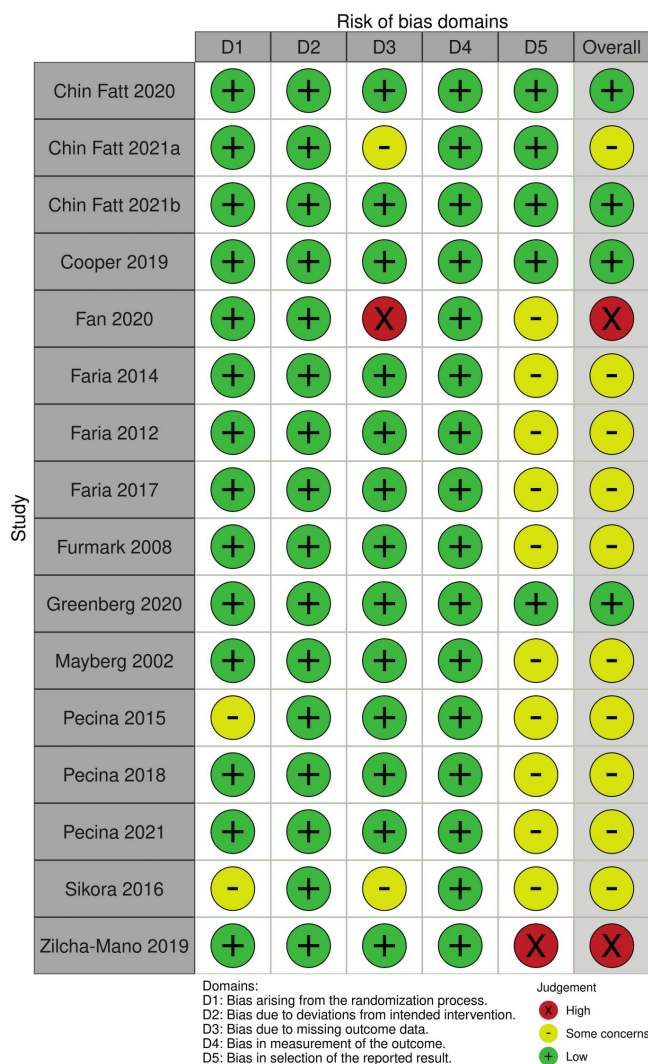 Risk of bias domains
D1 D2 D3 D4 D5 Overall
Study
Chin Fatt 2020 + + + + + +
Chin Fatt 2021a + + - + + -
Chin Fatt 2021b + + + + + +
Cooper 2019 + + + + + +
Fan 2020 + + X + - X
Faria 2014 + + + + - -
Faria 2012 + + + + - -
Faria 2017 + + + + - -
Furmark 2008 + + + + - -
Greenberg 2020 + + + + + +
Mayberg 2002 + + + + - -
Pecina 2015 - + + + - -
Pecina 2018 + + + + - -
Pecina 2021 + + + + - -
Sikora 2016 - + - + - -
Zilcha-Mano 2019 + + + + X X
Domains:
D1: Bias arising from the randomization process.
D2: Bias due to deviations from intended intervention.
D3: Bias due to missing outcome data.
D4: Bias in measurement of the outcome.
D5: Bias in selection of the reported result.
Judgement
X High
- Some concerns
+ Low